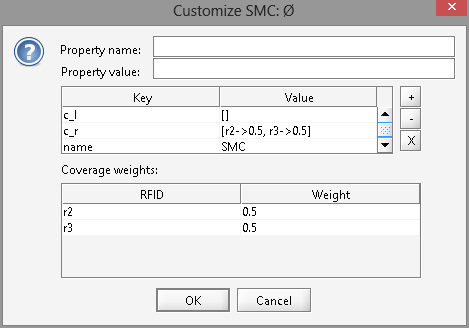 Customize SMC: Ø
X
?
Property name:
Property value:
Key Value
c_l []
c_r [r2->0.5, r3->0.5]
name SMC
+
-
X
Coverage weights:
RFID Weight
r2 0.5
r3 0.5
OK Cancel